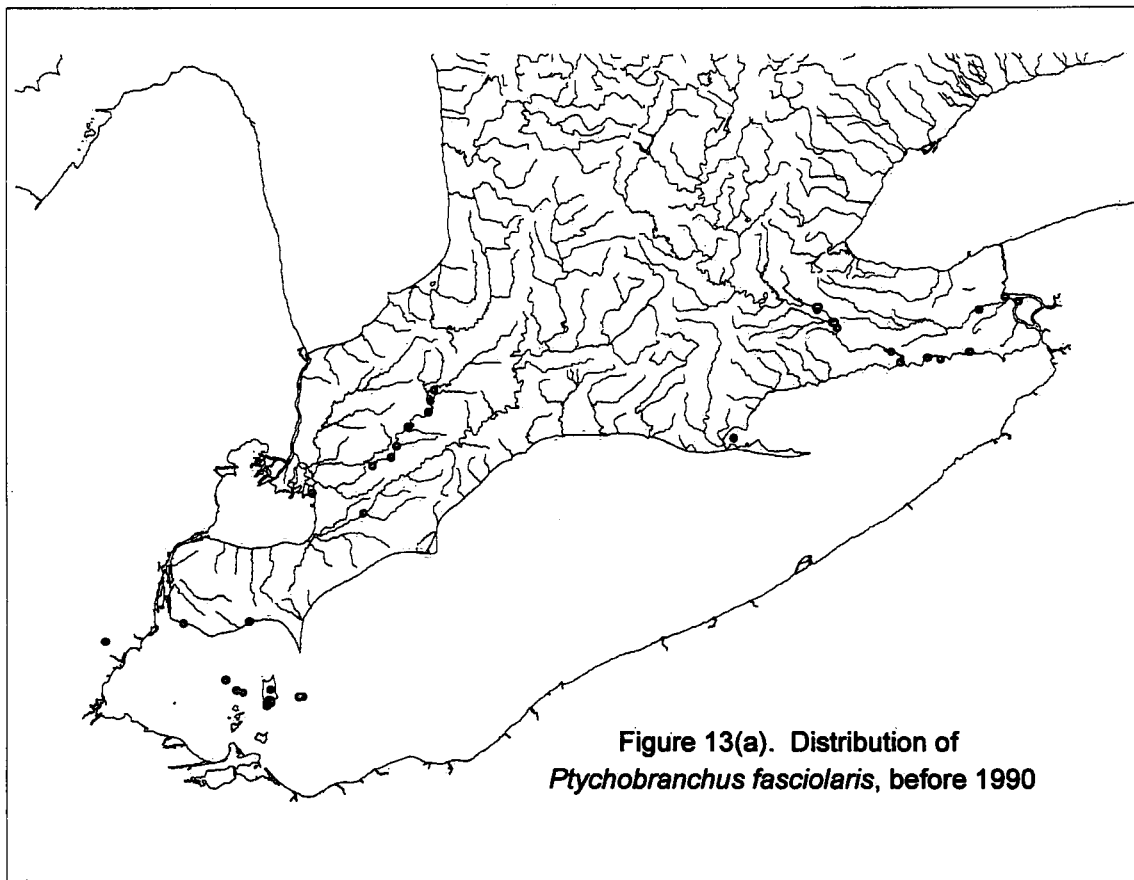 Figure 13(a). Distribution of
Ptychobranchus fasciolaris, before 1990